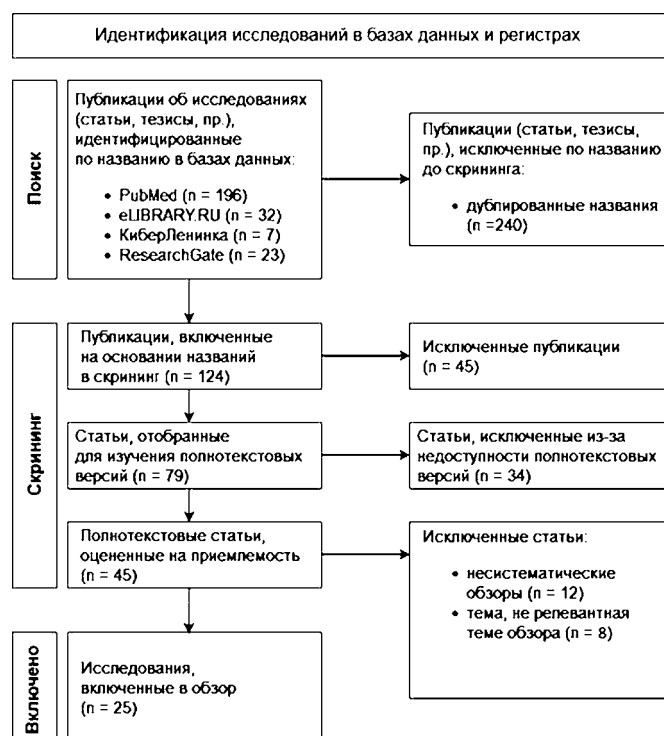 Идентификация исследований в базах данных и регистрах
Поиск
Публикации об исследованиях
(статьи, тезисы, пр.),
идентифицированные
по названию в базах данных:
• PubMed (n = 196)
• eLIBRARY.RU (n = 32)
• КиберЛенинка (n = 7)
• ResearchGate (n = 23)
Публикации (статьи, тезисы,
пр.), исключенные по названию
до скрининга:
• дублированные названия
(n =240)
Скрининг
Публикации, включенные
на основании названий
в скрининг (n = 124)
Исключенные публикации
(n = 45)
Статьи, отобранные
для изучения полнотекстовых
версий (n = 79)
Статьи, исключенные из-за
недоступности полнотекстовых
версий (n = 34)
Полнотекстовые статьи,
оцененные на приемлемость
(n = 45)
Исключенные статьи:
• несистематические
обзоры (n = 12)
• тема, не релевантная
теме обзора (n = 8)
Включено
Исследования,
включенные в обзор
(n = 25)